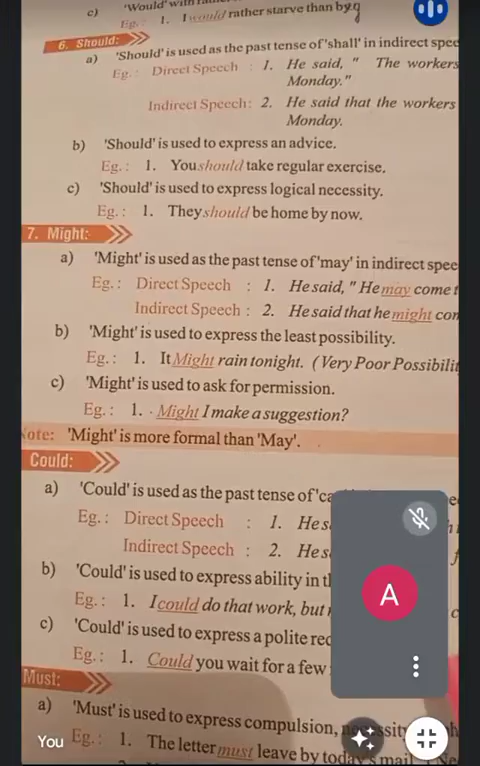 c) 'Would'
Eg. : 1. I would rather starve than
6. Should:
a) 'Should' is used as the past tense of 'shall' in indirect
Eg. : Direct Speech : 1. He said, " The workers
Monday."
Indirect Speech: 2. He said that the workers
Monday.
b) 'Should' is used to express an advice.
Eg. : 1. You should take regular exercise.
c) 'Should' is used to express logical necessity.
Eg. : 1. They should be home by now.
7. Might:
a) 'Might' is used as the past tense of 'may' in indirect
Eg. : Direct Speech : 1. He said, " He may come
Indirect Speech : 2. He said that he might
b) 'Might' is used to express the least possibility.
Eg. : 1. It Might rain tonight. (Very Poor
c) 'Might' is used to ask for permission.
Eg. : 1. Might I make a suggestion?
Note: 'Might' is more formal than 'May'.
Could:
a) 'Could' is used as the past tense of
Eg. : Direct Speech : 1. He
Indirect Speech : 2. He
b) 'Could' is used to express ability in
A
Eg. : 1. I could do that work, but
c) 'Could' is used to express a polite
Eg. : 1. Could you wait for a few
Must:
a) 'Must' is used to express compulsion,
You
Eg. : 1. The letter must leave by today's mail.